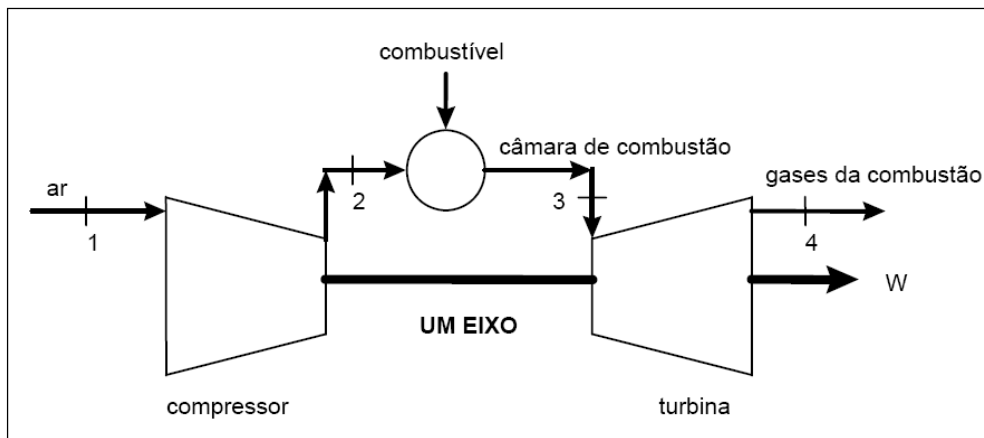 combustível
câmara de combustão
ar
gases da combustão
1
2
3
4
W
UM EIXO
compressor
turbina